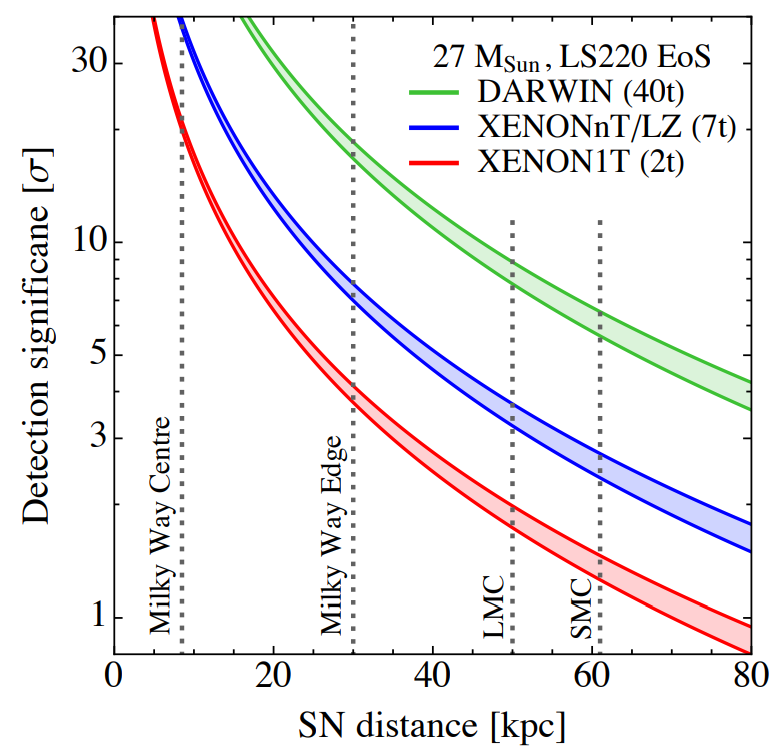 27 M_Sun, LS220 EoS
DARWIN (40t)
XENONnT/LZ (7t)
XENON1T (2t)
Detection significane [σ]
30
10
5
3
1
Milky Way Centre
Milky Way Edge
LMC
SMC
0
20
40
60
80
SN distance [kpc]